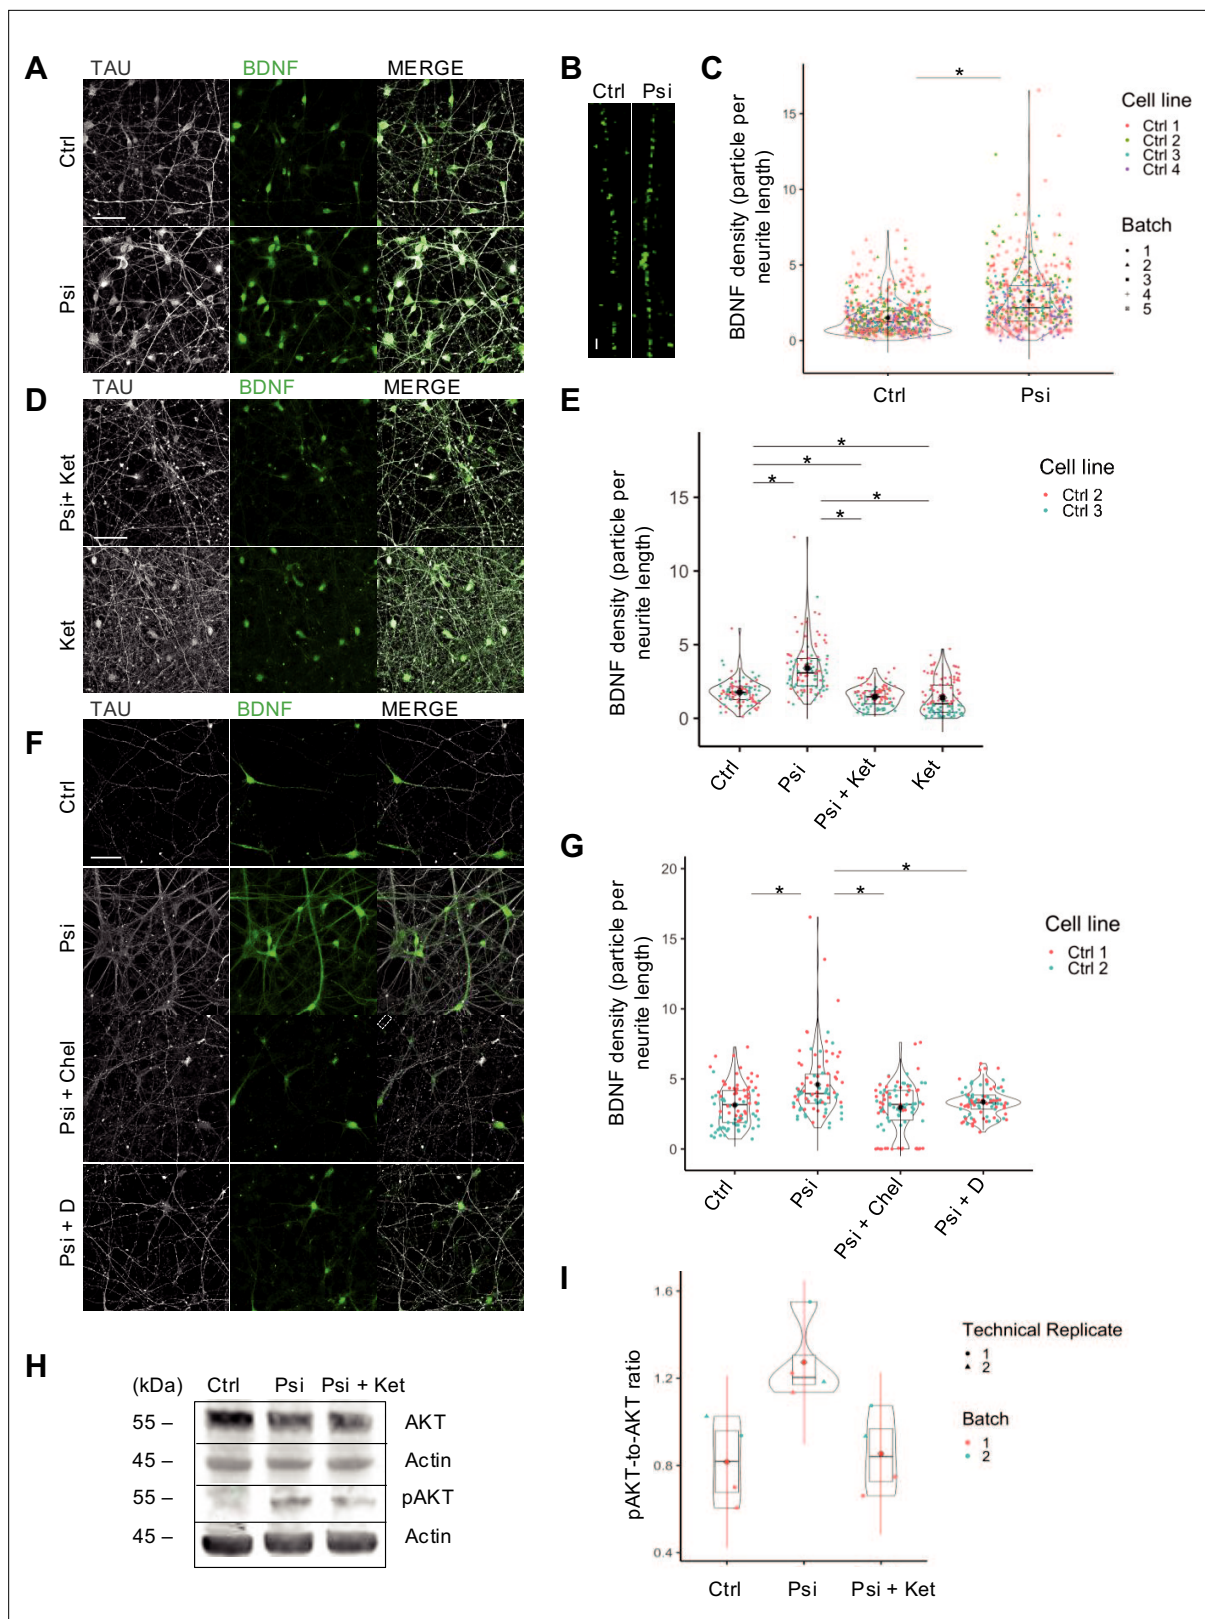 A
TAU BDNF MERGE
Ctrl
Psi
B
Ctrl Psi
C
BDNF density (particle per
neurite length)
15
10
5
0
Ctrl Psi
*
Cell line
Ctrl 1
Ctrl 2
Ctrl 3
Ctrl 4
Batch
1
2
3
4
5
D
TAU BDNF MERGE
Psi+ Ket
Ket
E
BDNF density (particle per
neurite length)
15
10
5
0
*
*
*
*
*
Ctrl Psi Psi + Ket Ket
Cell line
Ctrl 2
Ctrl 3
F
TAU BDNF MERGE
Ctrl
Psi
Psi + Chel
Psi + D
G
BDNF density (particle per
neurite length)
20
15
10
5
0
* * *
Ctrl Psi Psi + Chel Psi + D
Cell line
Ctrl 1
Ctrl 2
H
(kDa) Ctrl Psi Psi + Ket
55 – AKT
45 – Actin
55 – pAKT
45 – Actin
I
pAKT-to-AKT ratio
1.6
1.2
0.8
0.4
Ctrl Psi Psi + Ket
Technical Replicate
1
2
Batch
1
2